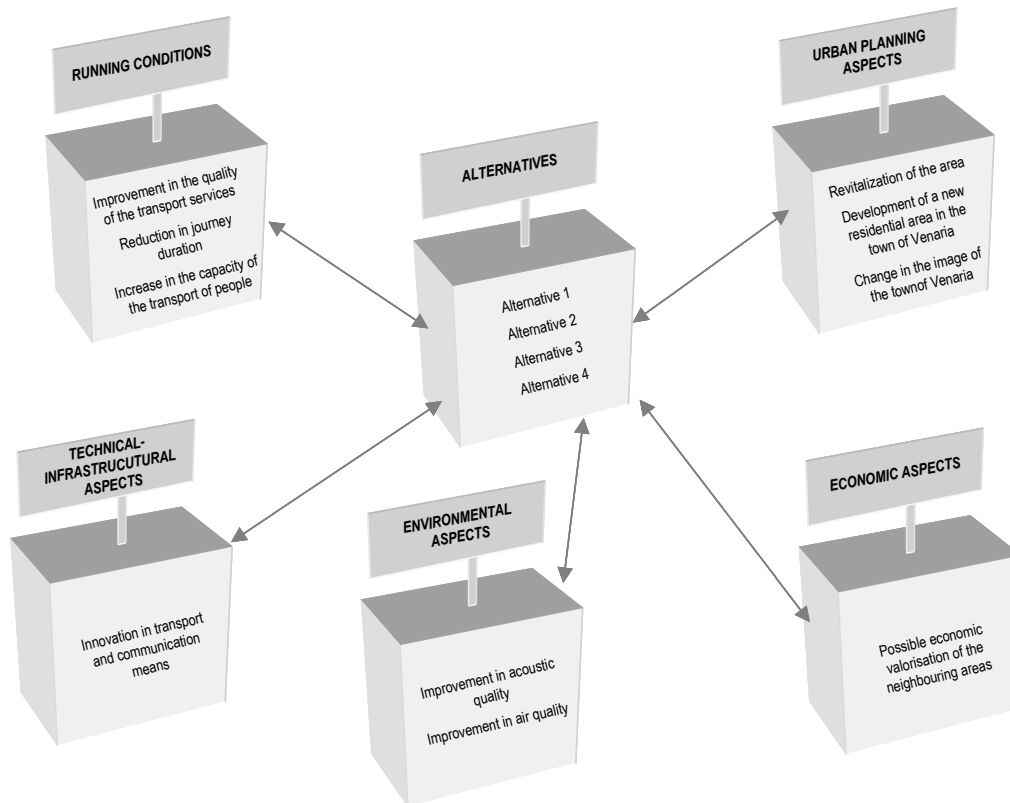 RUNNING CONDITIONS
Improvement in the quality
of the transport services
Reduction in journey
duration
Increase in the capacity of
the transport of people
ALTERNATIVES
Alternative 1
Alternative 2
Alternative 3
Alternative 4
URBAN PLANNING
ASPECTS
Revitalization of the area
Development of a new
residential area in the
town of Venaria
Change in the image of
the townof Venaria
TECHNICAL-
INFRASTRUCUTURAL
ASPECTS
Innovation in transport
and communication
means
ENVIRONMENTAL
ASPECTS
Improvement in acoustic
quality
Improvement in air quality
ECONOMIC ASPECTS
Possible economic
valorisation of the
neighbouring areas